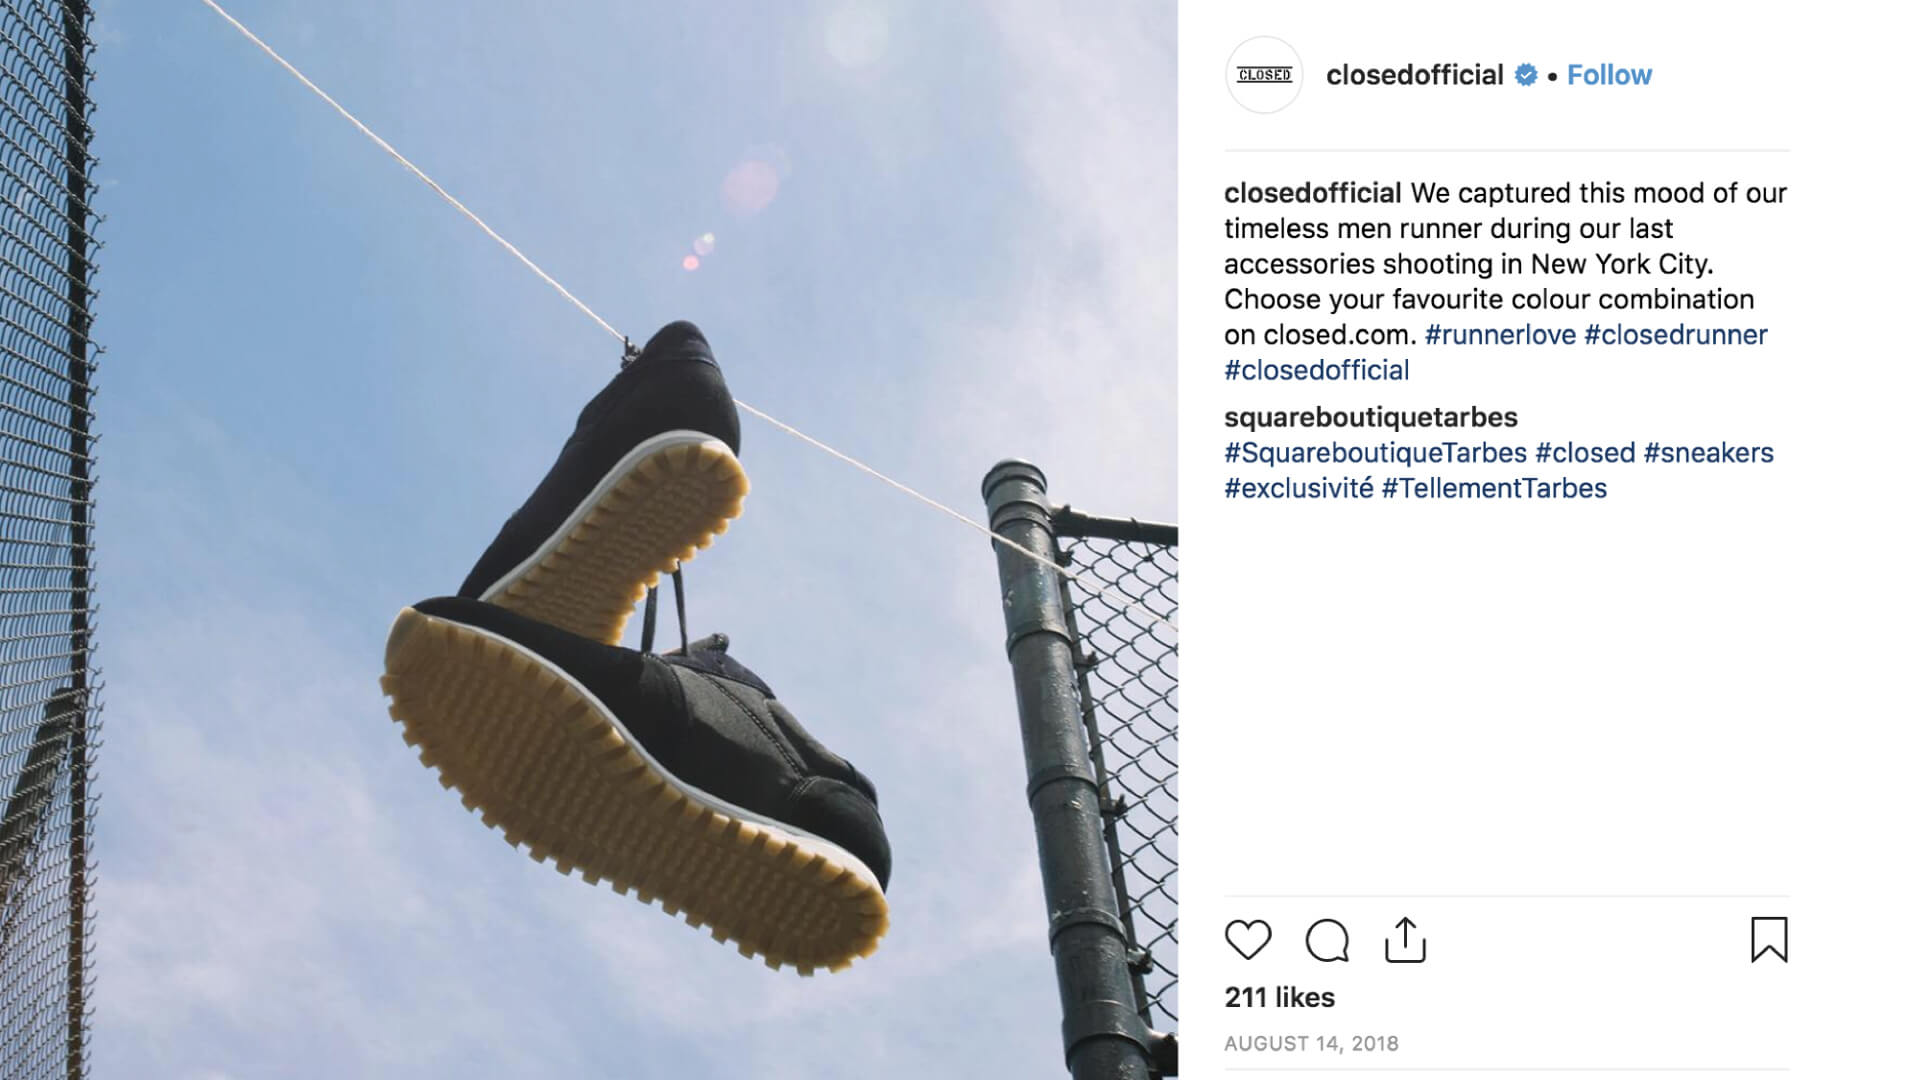 CLOSED
closedofficial • Follow
closedofficial We captured this mood of our
timeless men runner during our last
accessories shooting in New York City.
Choose your favourite colour combination
on closed.com. #runnerlove #closedrunner
#closedofficial
squareboutiquetarbes
#SquareboutiqueTarbes #closed #sneakers
#exclusivité #TellementTarbes
211 likes
AUGUST 14, 2018